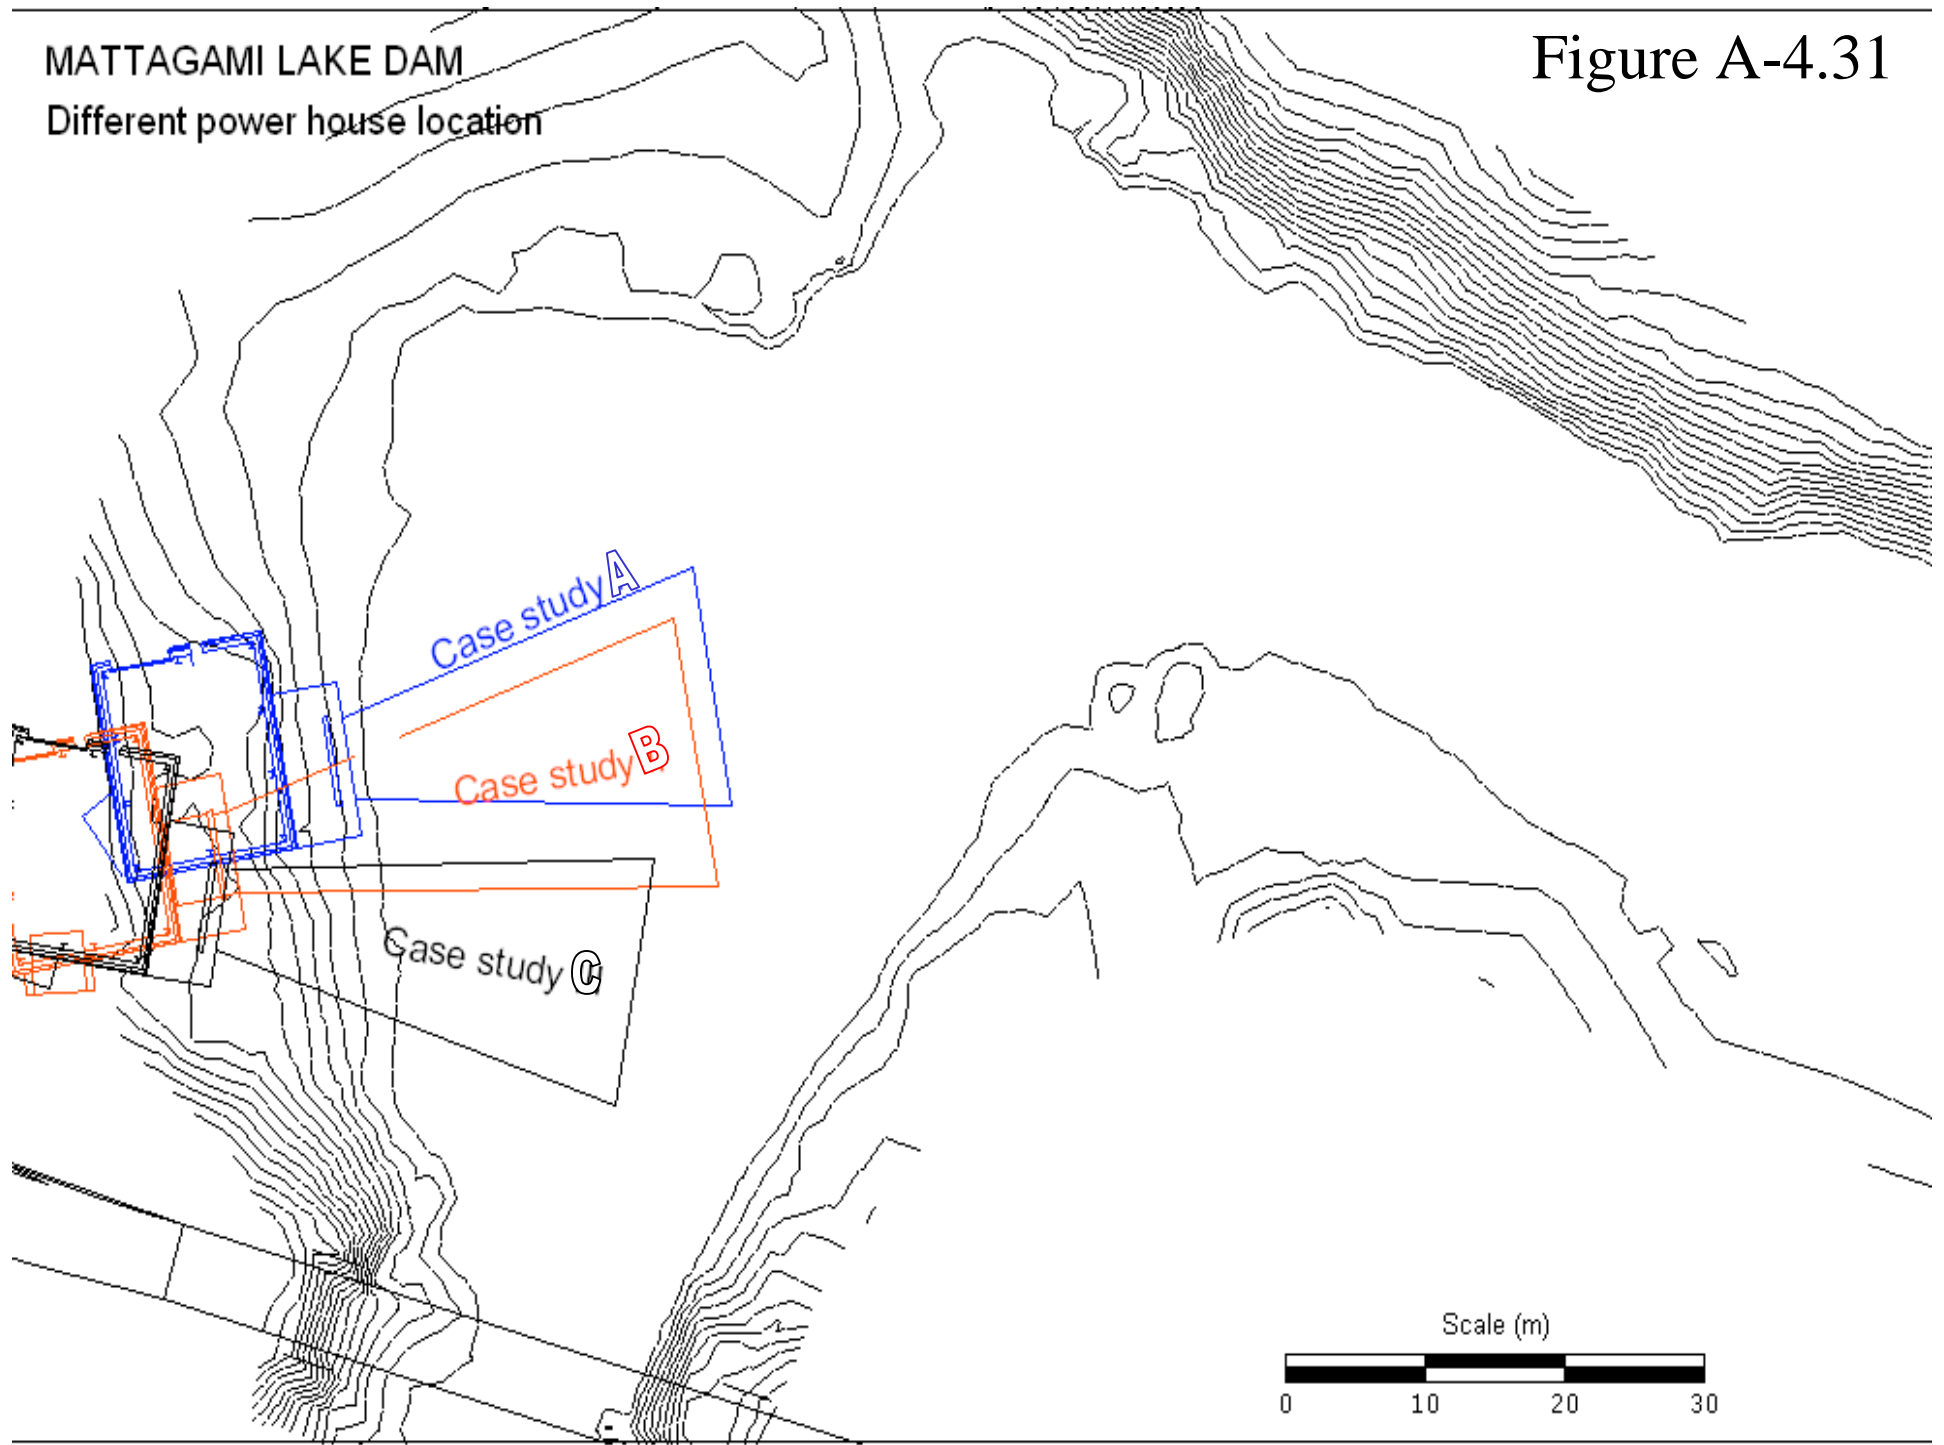 MATTAGAMI LAKE DAM
Different power house location
Figure A-4.31
Case study A
Case study B
Case study C
Scale (m)
0 10 20 30